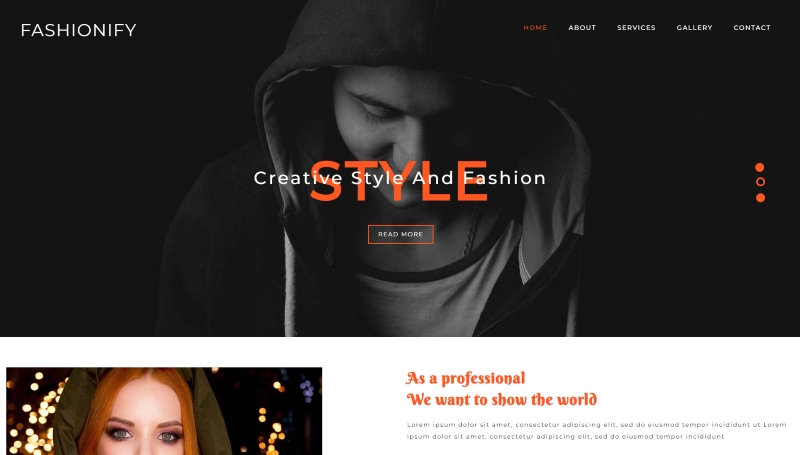 FASHIONIFY
HOME ABOUT SERVICES GALLERY CONTACT
STYLE
Creative Style And Fashion
READ MORE
As a professional
We want to show the world
Lorem ipsum dolor sit amet, consectetur adipiscing elit, sed do eiusmod tempor incididunt ut Lorem
ipsum dolor sit amet, consectetur adipiscing elit, sed do eiusmod tempor incididunt